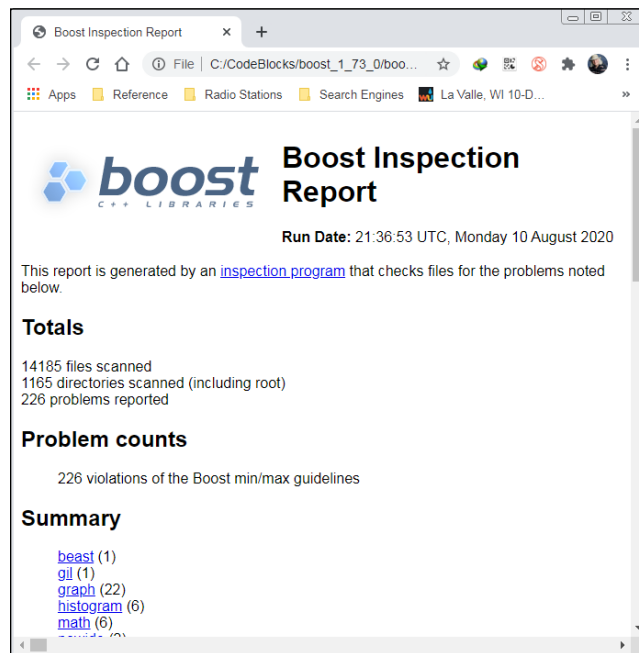 Boost Inspection Report
File | C:/CodeBlocks/boost_1_73_0/boo...
Apps Reference Radio Stations Search Engines La Valle, WI 10-D... »
boost
C++ LIBRARIES
Boost Inspection
Report
Run Date: 21:36:53 UTC, Monday 10 August 2020
This report is generated by an inspection program that checks files for the problems noted
below.
Totals
14185 files scanned
1165 directories scanned (including root)
226 problems reported
Problem counts
226 violations of the Boost min/max guidelines
Summary
beast (1)
gil (1)
graph (22)
histogram (6)
math (6)